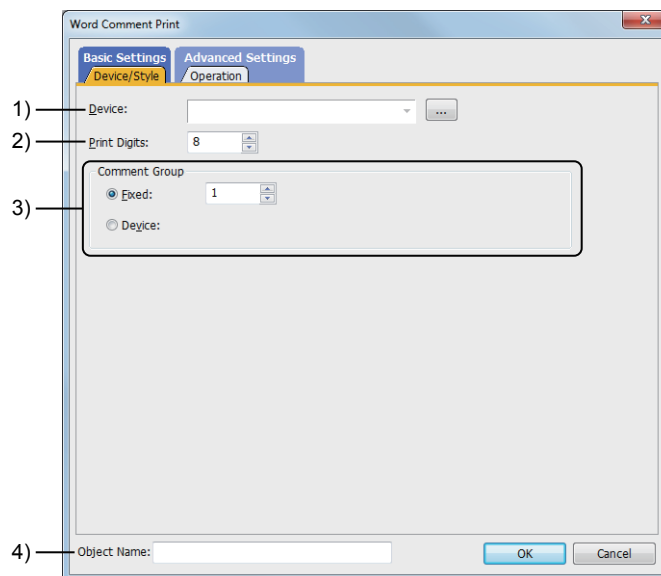 Word Comment Print
x
Basic Settings Advanced Settings
Device/Style Operation
1) Device: ...
2) Print Digits: 8
Comment Group
3) Fixed: 1
Device:
4) Object Name: OK Cancel